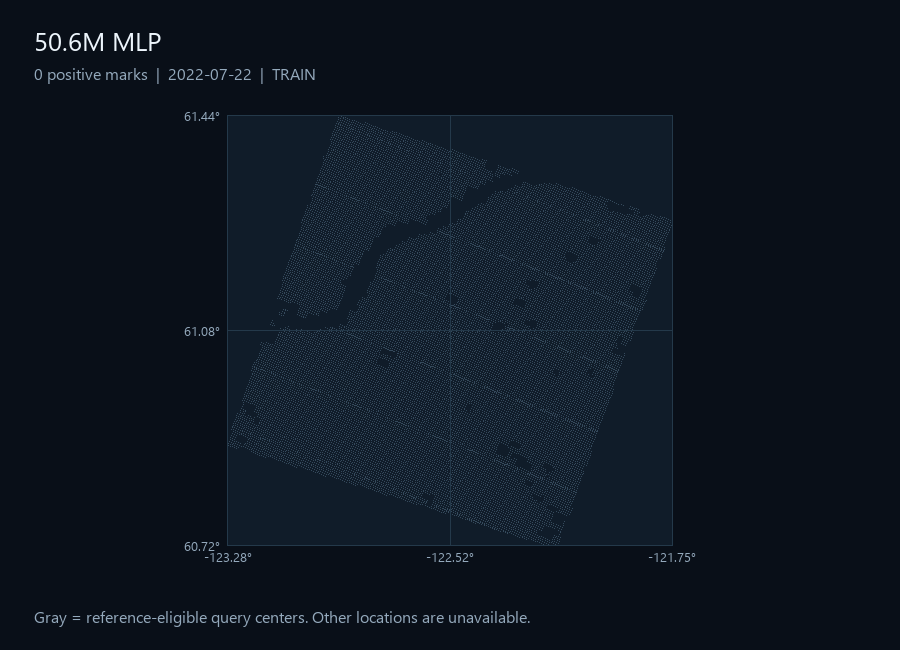 50.6M MLP
0 positive marks | 2022-07-22 | TRAIN
61.44°
61.08°
60.72°
-123.28° -122.52° -121.75°
Gray = reference-eligible query centers. Other locations are unavailable.